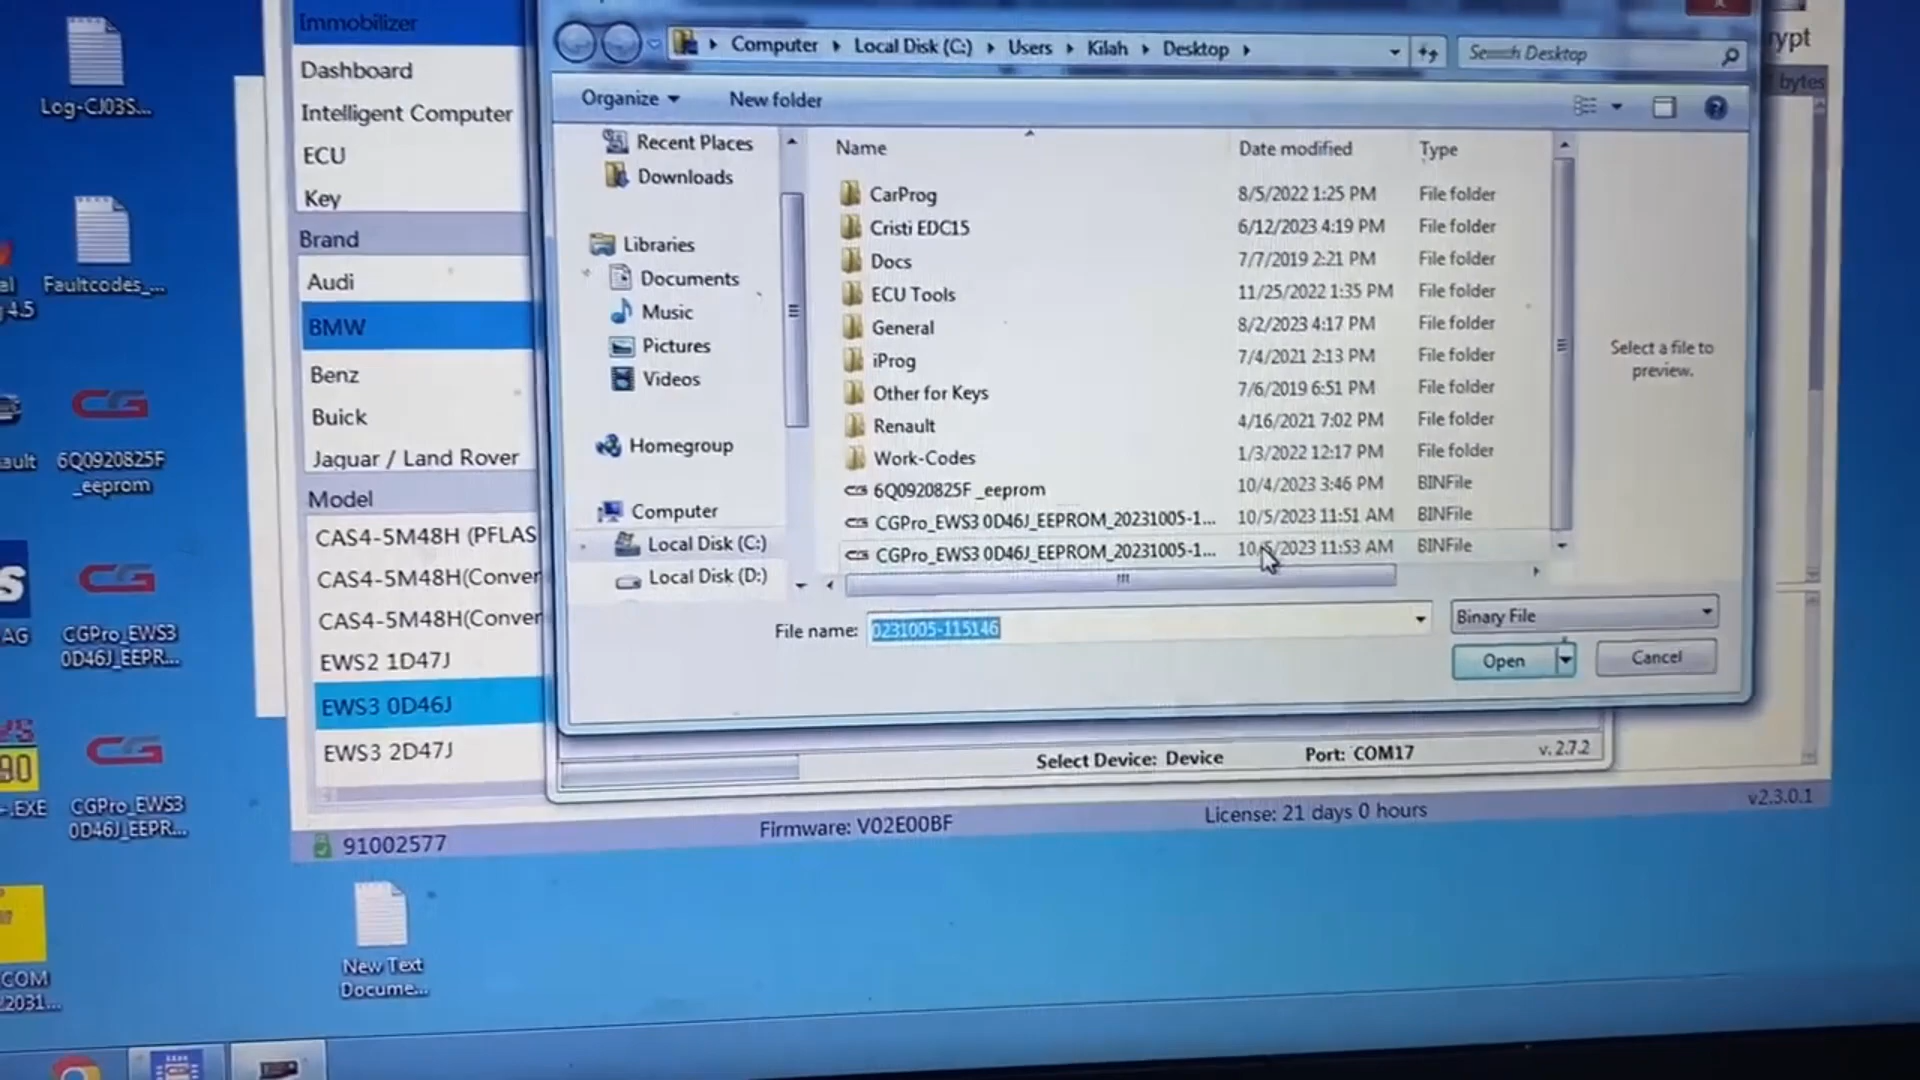 Log-CJ03S...
Faultcodes_...
4.5
6Q0920825F
_eeprom
AG
CGPro_EWS3
0D46J_EEPR...
.EXE
CGPro_EWS3
0D46J_EEPR...
COM
2031...
New Text
Docume...
Immobilizer
Dashboard
Intelligent Computer
ECU
Key
Brand
Audi
BMW
Benz
Buick
Jaguar / Land Rover
Model
CAS4-5M48H (PFLAS
CAS4-5M48H(Conver
CAS4-5M48H(Conver
EWS2 1D47J
EWS3 0D46J
EWS3 2D47J
91002577
Firmware: V02E00BF
License: 21 days 0 hours
v2.3.0.1
Computer Local Disk (C:) Users Kilah Desktop
Search Desktop
Organize New folder
Recent Places
Downloads
Libraries
Documents
Music
Pictures
Videos
Homegroup
Computer
Local Disk (C:)
Local Disk (D:)
Name Date modified Type
CarProg 8/5/2022 1:25 PM File folder
Cristi EDC15 6/12/2023 4:19 PM File folder
Docs 7/7/2019 2:21 PM File folder
ECU Tools 11/25/2022 1:35 PM File folder
General 8/2/2023 4:17 PM File folder
iProg 7/4/2021 2:13 PM File folder
Other for Keys 7/6/2019 6:51 PM File folder
Renault 4/16/2021 7:02 PM File folder
Work-Codes 1/3/2022 12:17 PM File folder
6Q0920825F _eeprom 10/4/2023 3:46 PM BINFile
CGPro_EWS3 0D46J_EEPROM_20231005-1... 10/5/2023 11:51 AM BINFile
CGPro_EWS3 0D46J_EEPROM_20231005-1... 10/5/2023 11:53 AM BINFile
Select a file to
preview.
File name: 0231005-115146
Binary File
Open
Cancel
Select Device: Device Port: COM17 v. 2.7.2
bytes